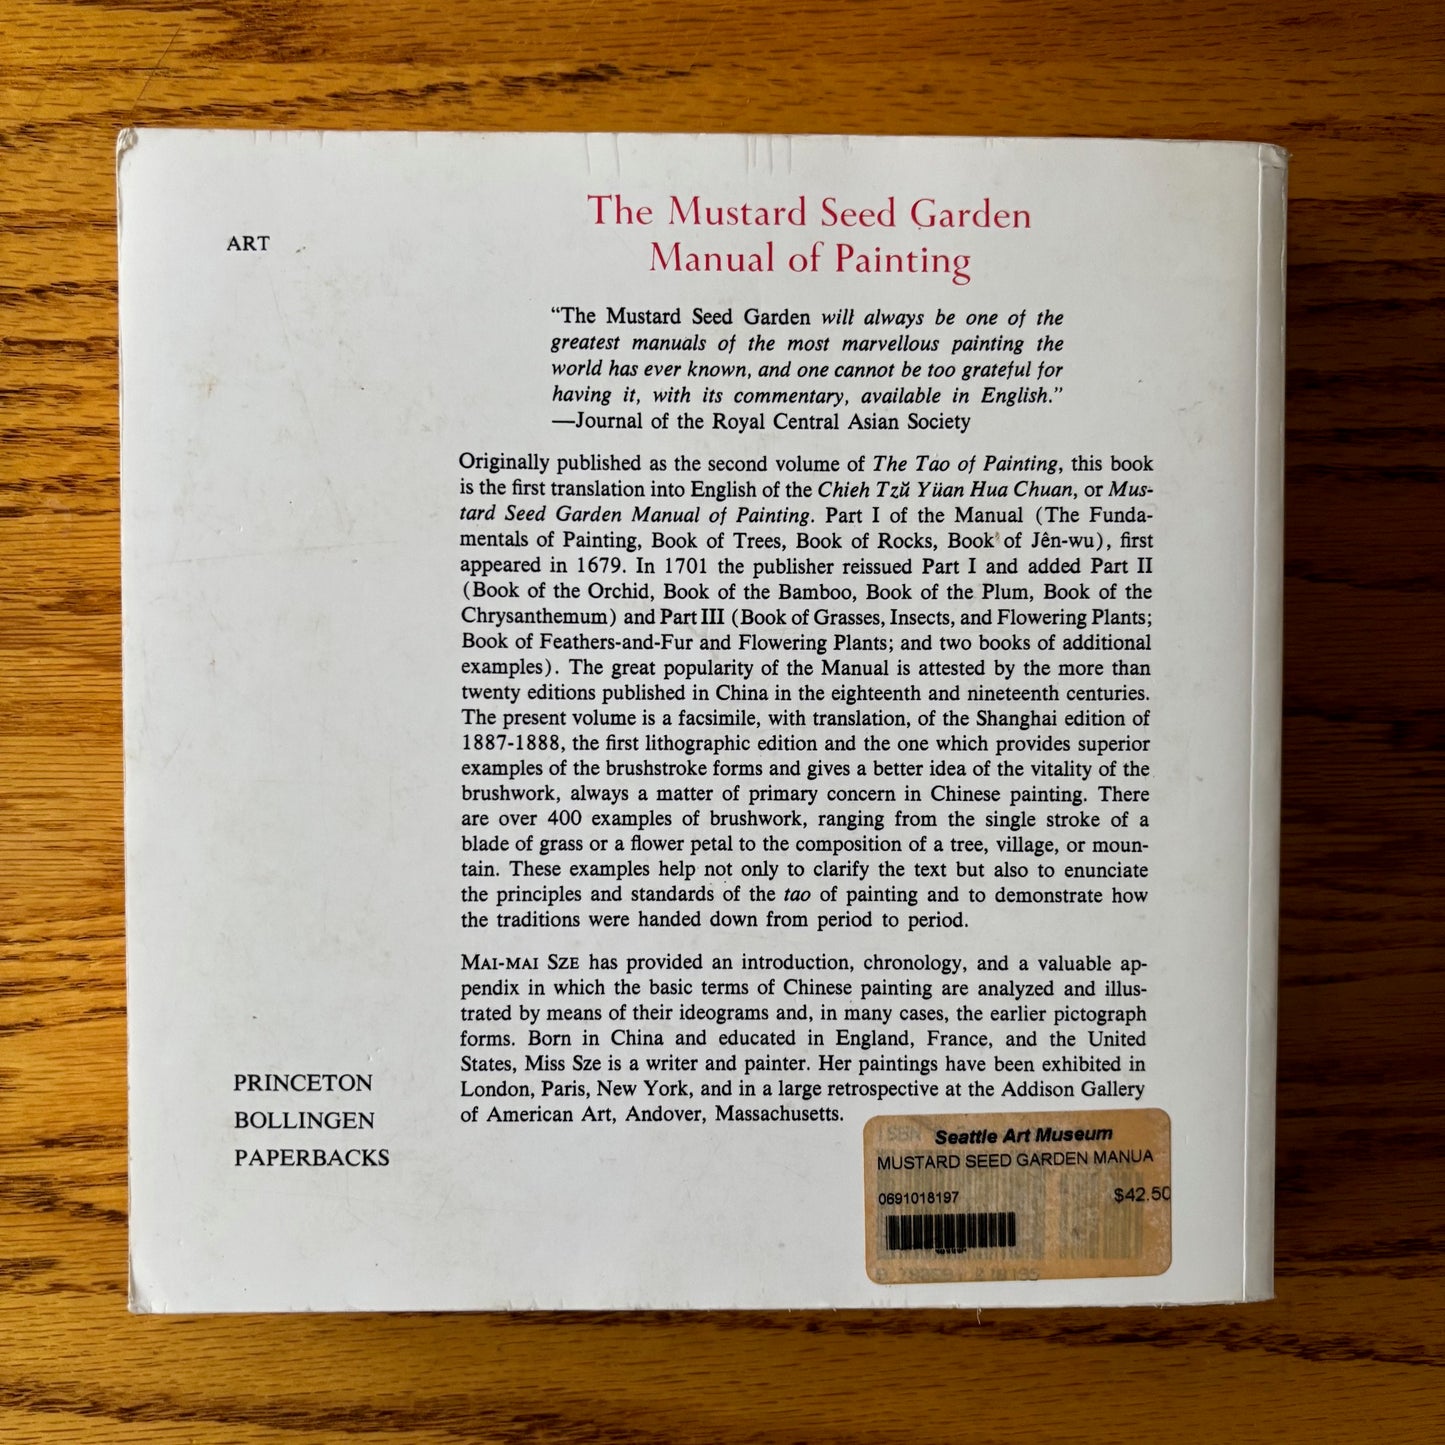 The Mustard Seed Garden
Manual of Painting
ART
“The Mustard Seed Garden will always be one of the
greatest manuals of the most marvellous painting the
world has ever known, and one cannot be too grateful for
having it, with its commentary, available in English.”
—Journal of the Royal Central Asian Society
Originally published as the second volume of The Tao of Painting, this book
is the first translation into English of the Chieh Tzŭ Yüan Hua Chuan, or Mus-
tard Seed Garden Manual of Painting. Part I of the Manual (The Funda-
mentals of Painting, Book of Trees, Book of Rocks, Book of Jên-wu), first
appeared in 1679. In 1701 the publisher reissued Part I and added Part II
(Book of the Orchid, Book of the Bamboo, Book of the Plum, Book of the
Chrysanthemum) and Part III (Book of Grasses, Insects, and Flowering Plants;
Book of Feathers-and-Fur and Flowering Plants; and two books of additional
examples). The great popularity of the Manual is attested by the more than
twenty editions published in China in the eighteenth and nineteenth centuries.
The present volume is a facsimile, with translation, of the Shanghai edition of
1887-1888, the first lithographic edition and the one which provides superior
examples of the brushstroke forms and gives a better idea of the vitality of the
brushwork, always a matter of primary concern in Chinese painting. There
are over 400 examples of brushwork, ranging from the single stroke of a
blade of grass or a flower petal to the composition of a tree, village, or moun-
tain. These examples help not only to clarify the text but also to enunciate
the principles and standards of the tao of painting and to demonstrate how
the traditions were handed down from period to period.
MAI-MAI SZE has provided an introduction, chronology, and a valuable ap-
pendix in which the basic terms of Chinese painting are analyzed and illus-
trated by means of their ideograms and, in many cases, the earlier pictograph
forms. Born in China and educated in England, France, and the United
States, Miss Sze is a writer and painter. Her paintings have been exhibited in
London, Paris, New York, and in a large retrospective at the Addison Gallery
of American Art, Andover, Massachusetts.
PRINCETON
BOLLINGEN
PAPERBACKS
ISBN
Seattle Art Museum
MUSTARD SEED GARDEN MANUA
0691018197 $42.50